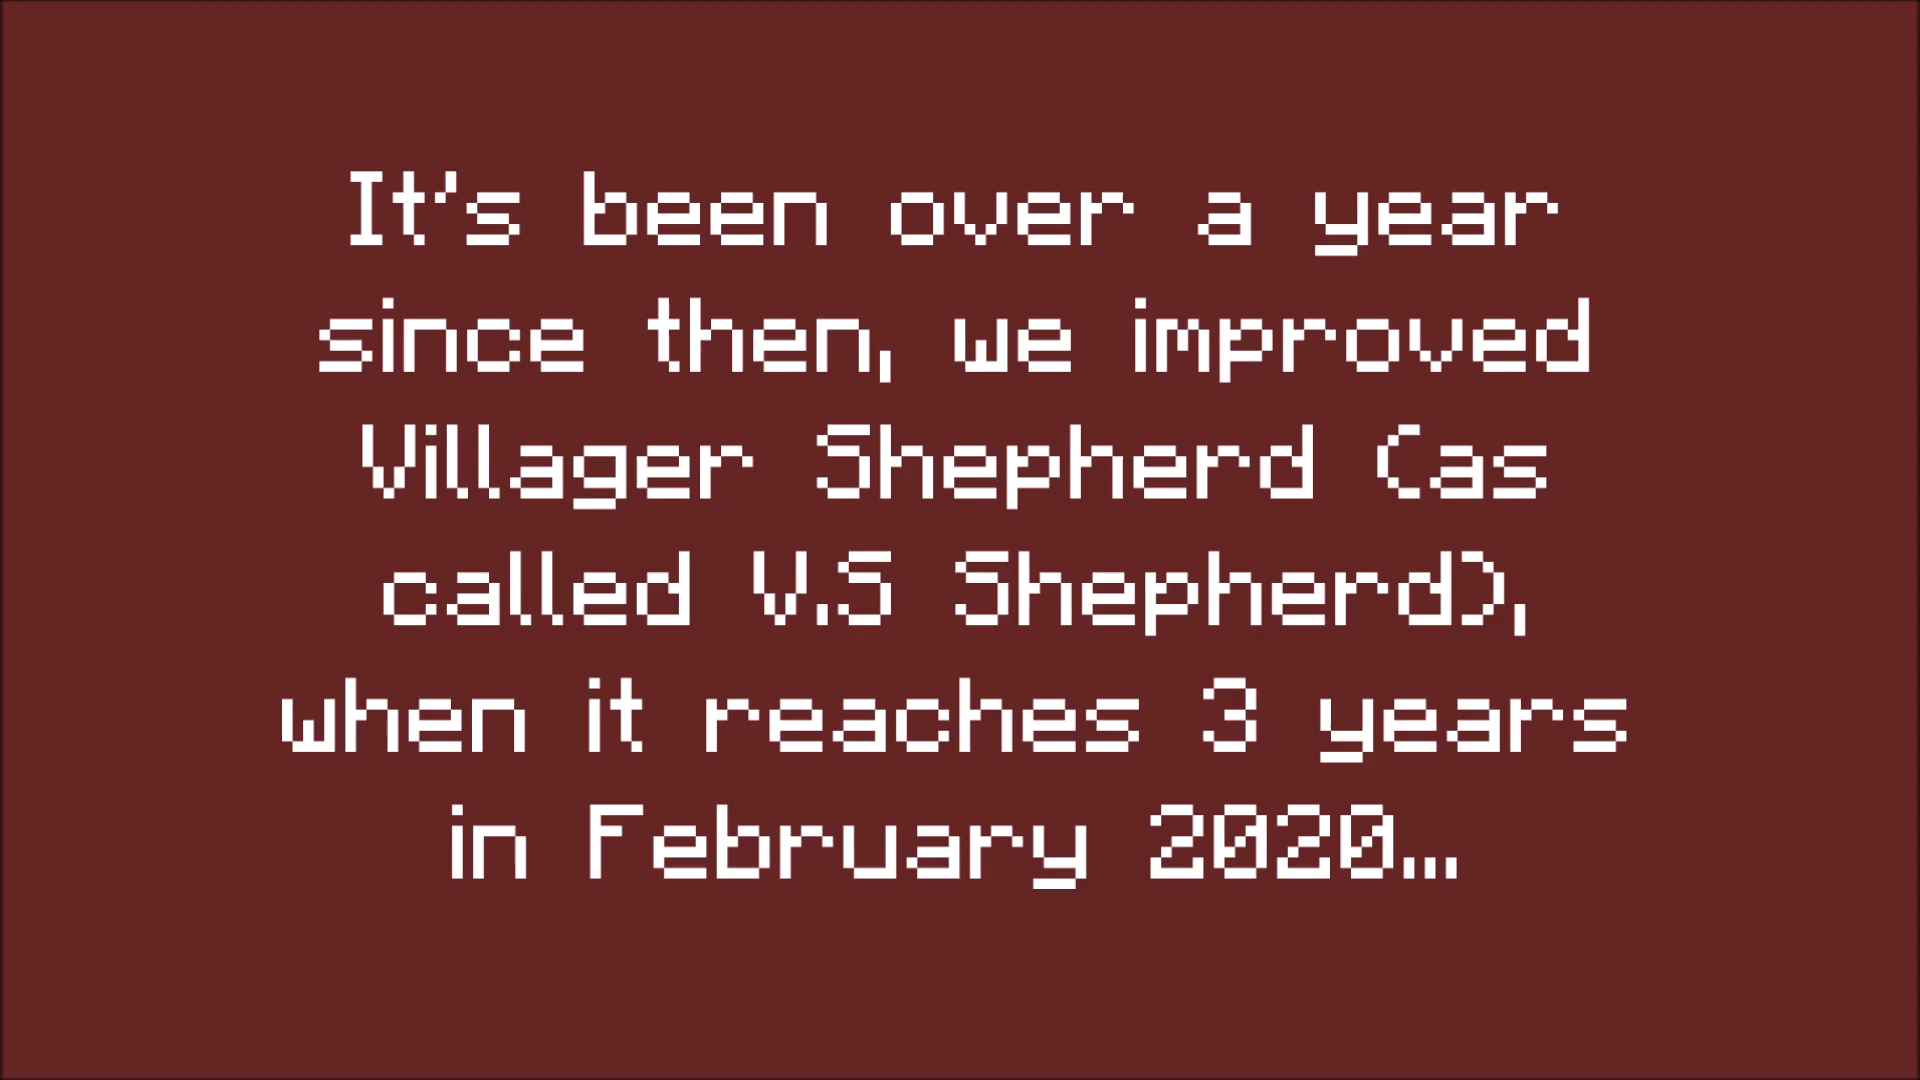 It's been over a year
since then, we improved
Villager Shepherd (as
called V.S Shepherd),
when it reaches 3 years
in February 2020...